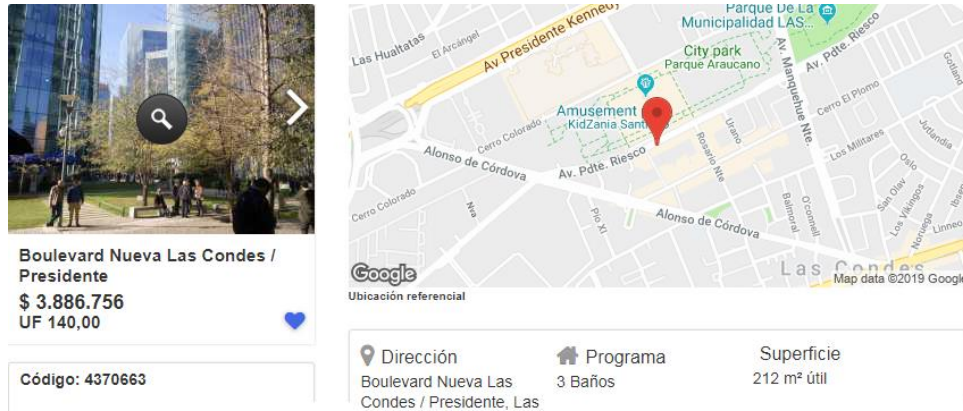 Boulevard Nueva Las Condes /
Presidente
$ 3.886.756
UF 140,00
Código: 4370663
Parque De La
Municipalidad LAS...
Las Hualtatas
El Arcángel
Av Presidente Kennedy
City park
Parque Araucano
Av. Manquehue Nte.
Av. Pdte. Riesco
Gotland
Amusement
KidZania Santi
Cerro El Plomo
Cerro Colorado
Alonso de Córdova
Av. Pdte. Riesco
Rosario Nte
Urano
Los Militares
Jutlandia
Oslo
Cerro Colorado
Nva
Pío XI
Alonso de Córdova
Balmoral
O'connell
San Olav
Los Vikingos
Noruega
Ibsen
Linneo
Las Condes
Google
Map data ©2019 Google
Ubicación referencial
Dirección
Boulevard Nueva Las
Condes / Presidente, Las
Programa
3 Baños
Superficie
212 m² útil